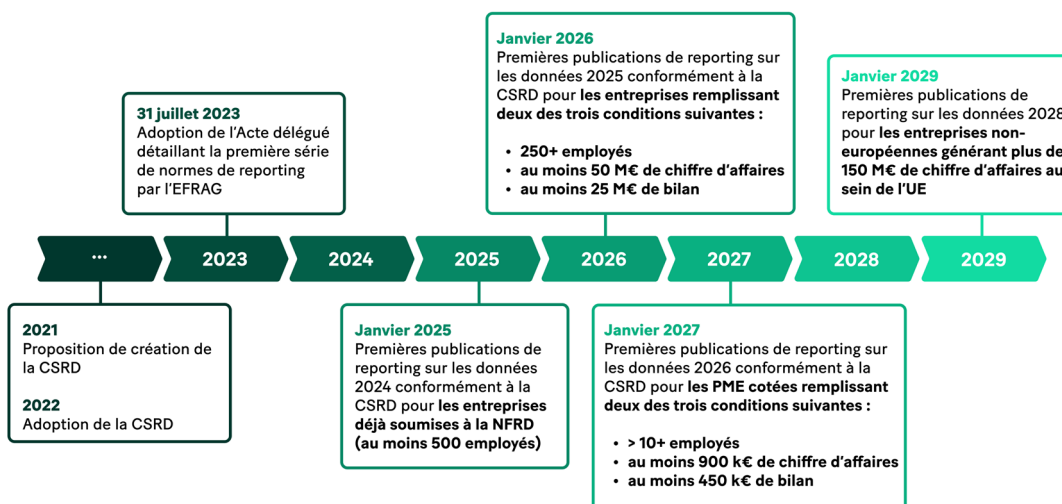 Janvier 2026
Premières publications de reporting sur
les données 2025 conformément à la
CSRD pour les entreprises remplissant
deux des trois conditions suivantes :
• 250+ employés
• au moins 50 M€ de chiffre d’affaires
• au moins 25 M€ de bilan
Janvier 2029
Premières publications de
reporting sur les données 2028
pour les entreprises non-
européennes générant plus de
150 M€ de chiffre d’affaires au
sein de l’UE
31 juillet 2023
Adoption de l’Acte délégué
détaillant la première série
de normes de reporting
par l’EFRAG
...
2023
2024
2025
2026
2027
2028
2029
2021
Proposition de création de
la CSRD
2022
Adoption de la CSRD
Janvier 2025
Premières publications de
reporting sur les données
2024 conformément à la
CSRD pour les entreprises
déjà soumises à la NFRD
(au moins 500 employés)
Janvier 2027
Premières publications de reporting sur
les données 2026 conformément à la
CSRD pour les PME cotées remplissant
deux des trois conditions suivantes :
• > 10+ employés
• au moins 900 k€ de chiffre d’affaires
• au moins 450 k€ de bilan